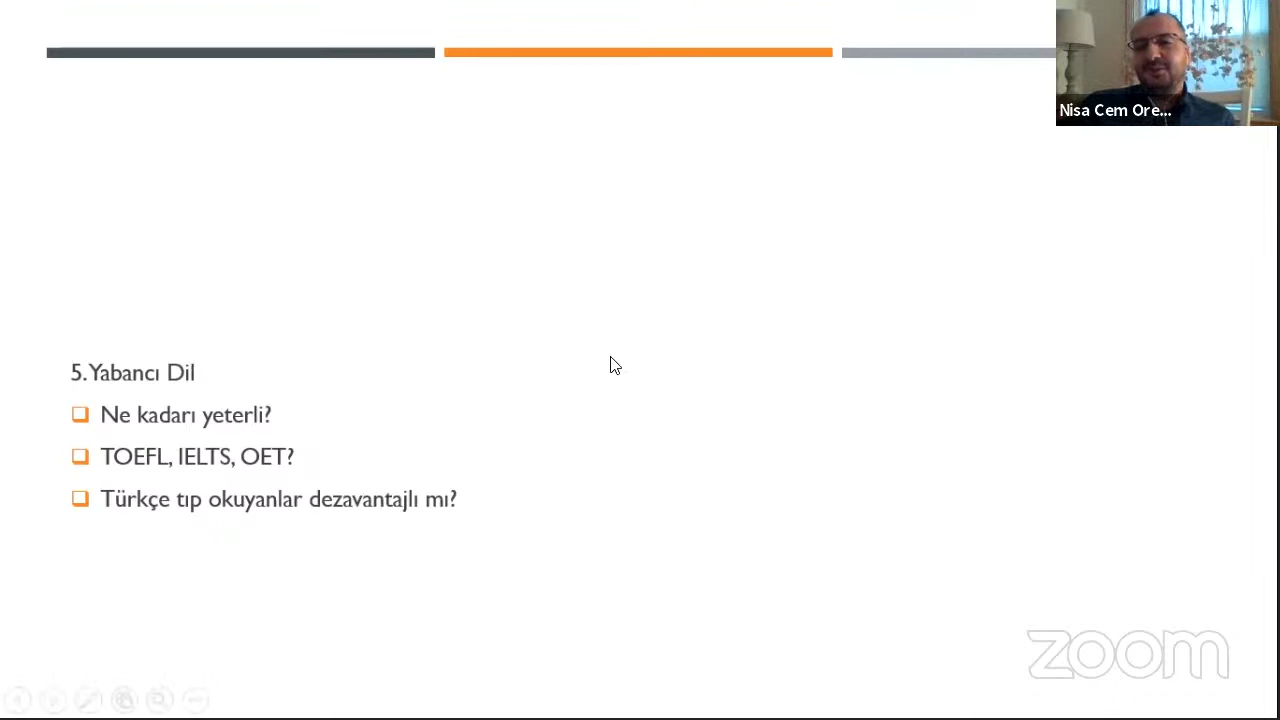 Nisa Cem Ore...
5. Yabancı Dil
Ne kadarı yeterli?
TOEFL, IELTS, OET?
Türkçe tıp okuyanlar dezavantajlı mı?
zoom